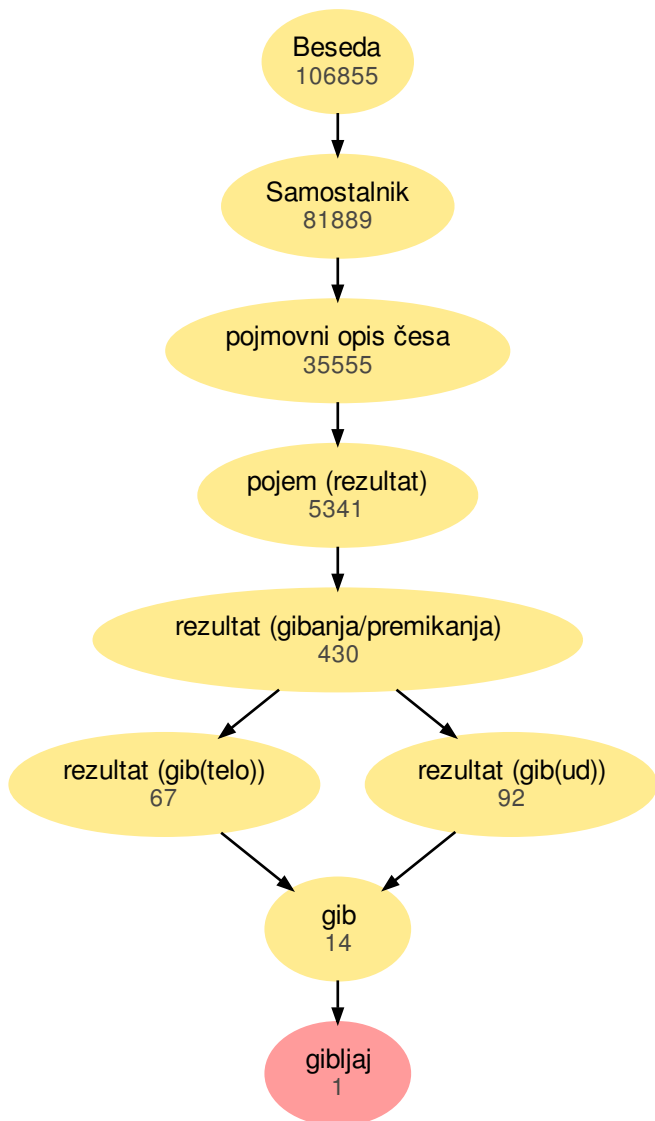 Beseda
106855
Samostalnik
81889
pojmovni opis česa
35555
pojem (rezultat)
5341
rezultat (gibanja/premikanja)
430
rezultat (gib(telo))
67
rezultat (gib(ud))
92
gib
14
gibljaj
1